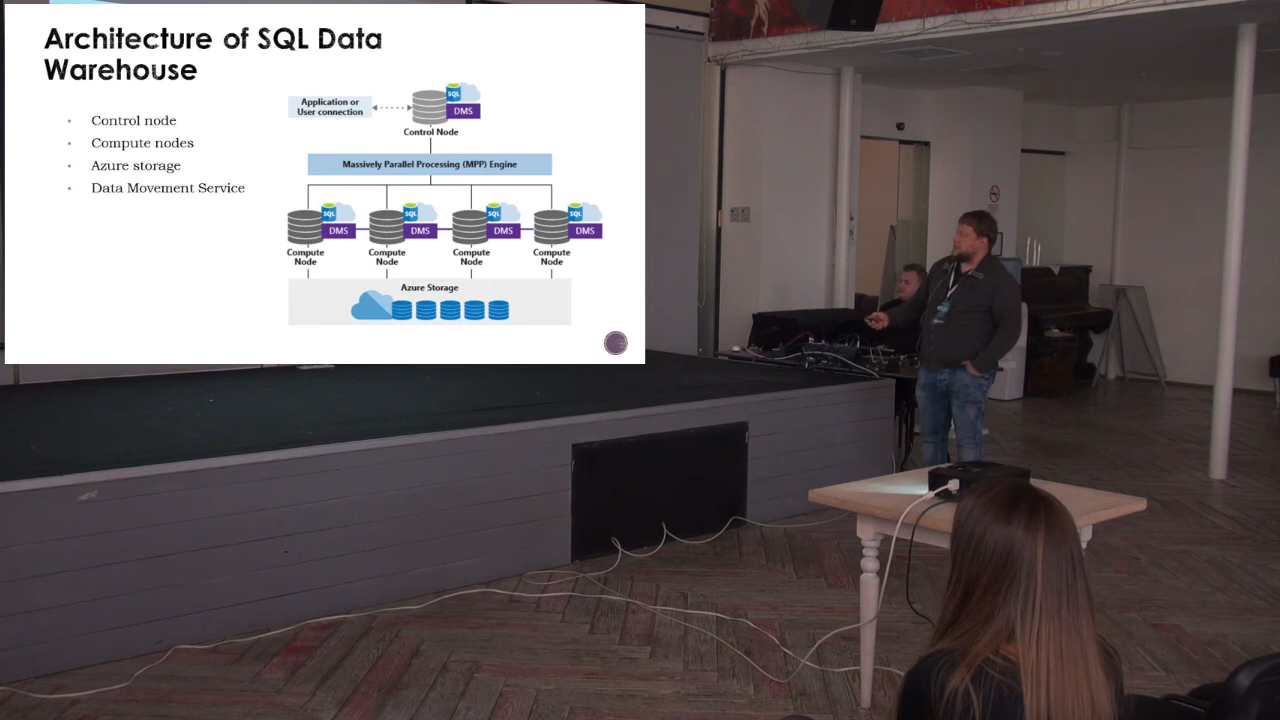 Architecture of SQL Data
Warehouse
Control node
Compute nodes
Azure storage
Data Movement Service
Application or
User connection
SQL
DMS
Control Node
Massively Parallel Processing (MPP) Engine
SQL
DMS
SQL
DMS
SQL
DMS
SQL
DMS
Compute
Node
Compute
Node
Compute
Node
Compute
Node
Azure Storage